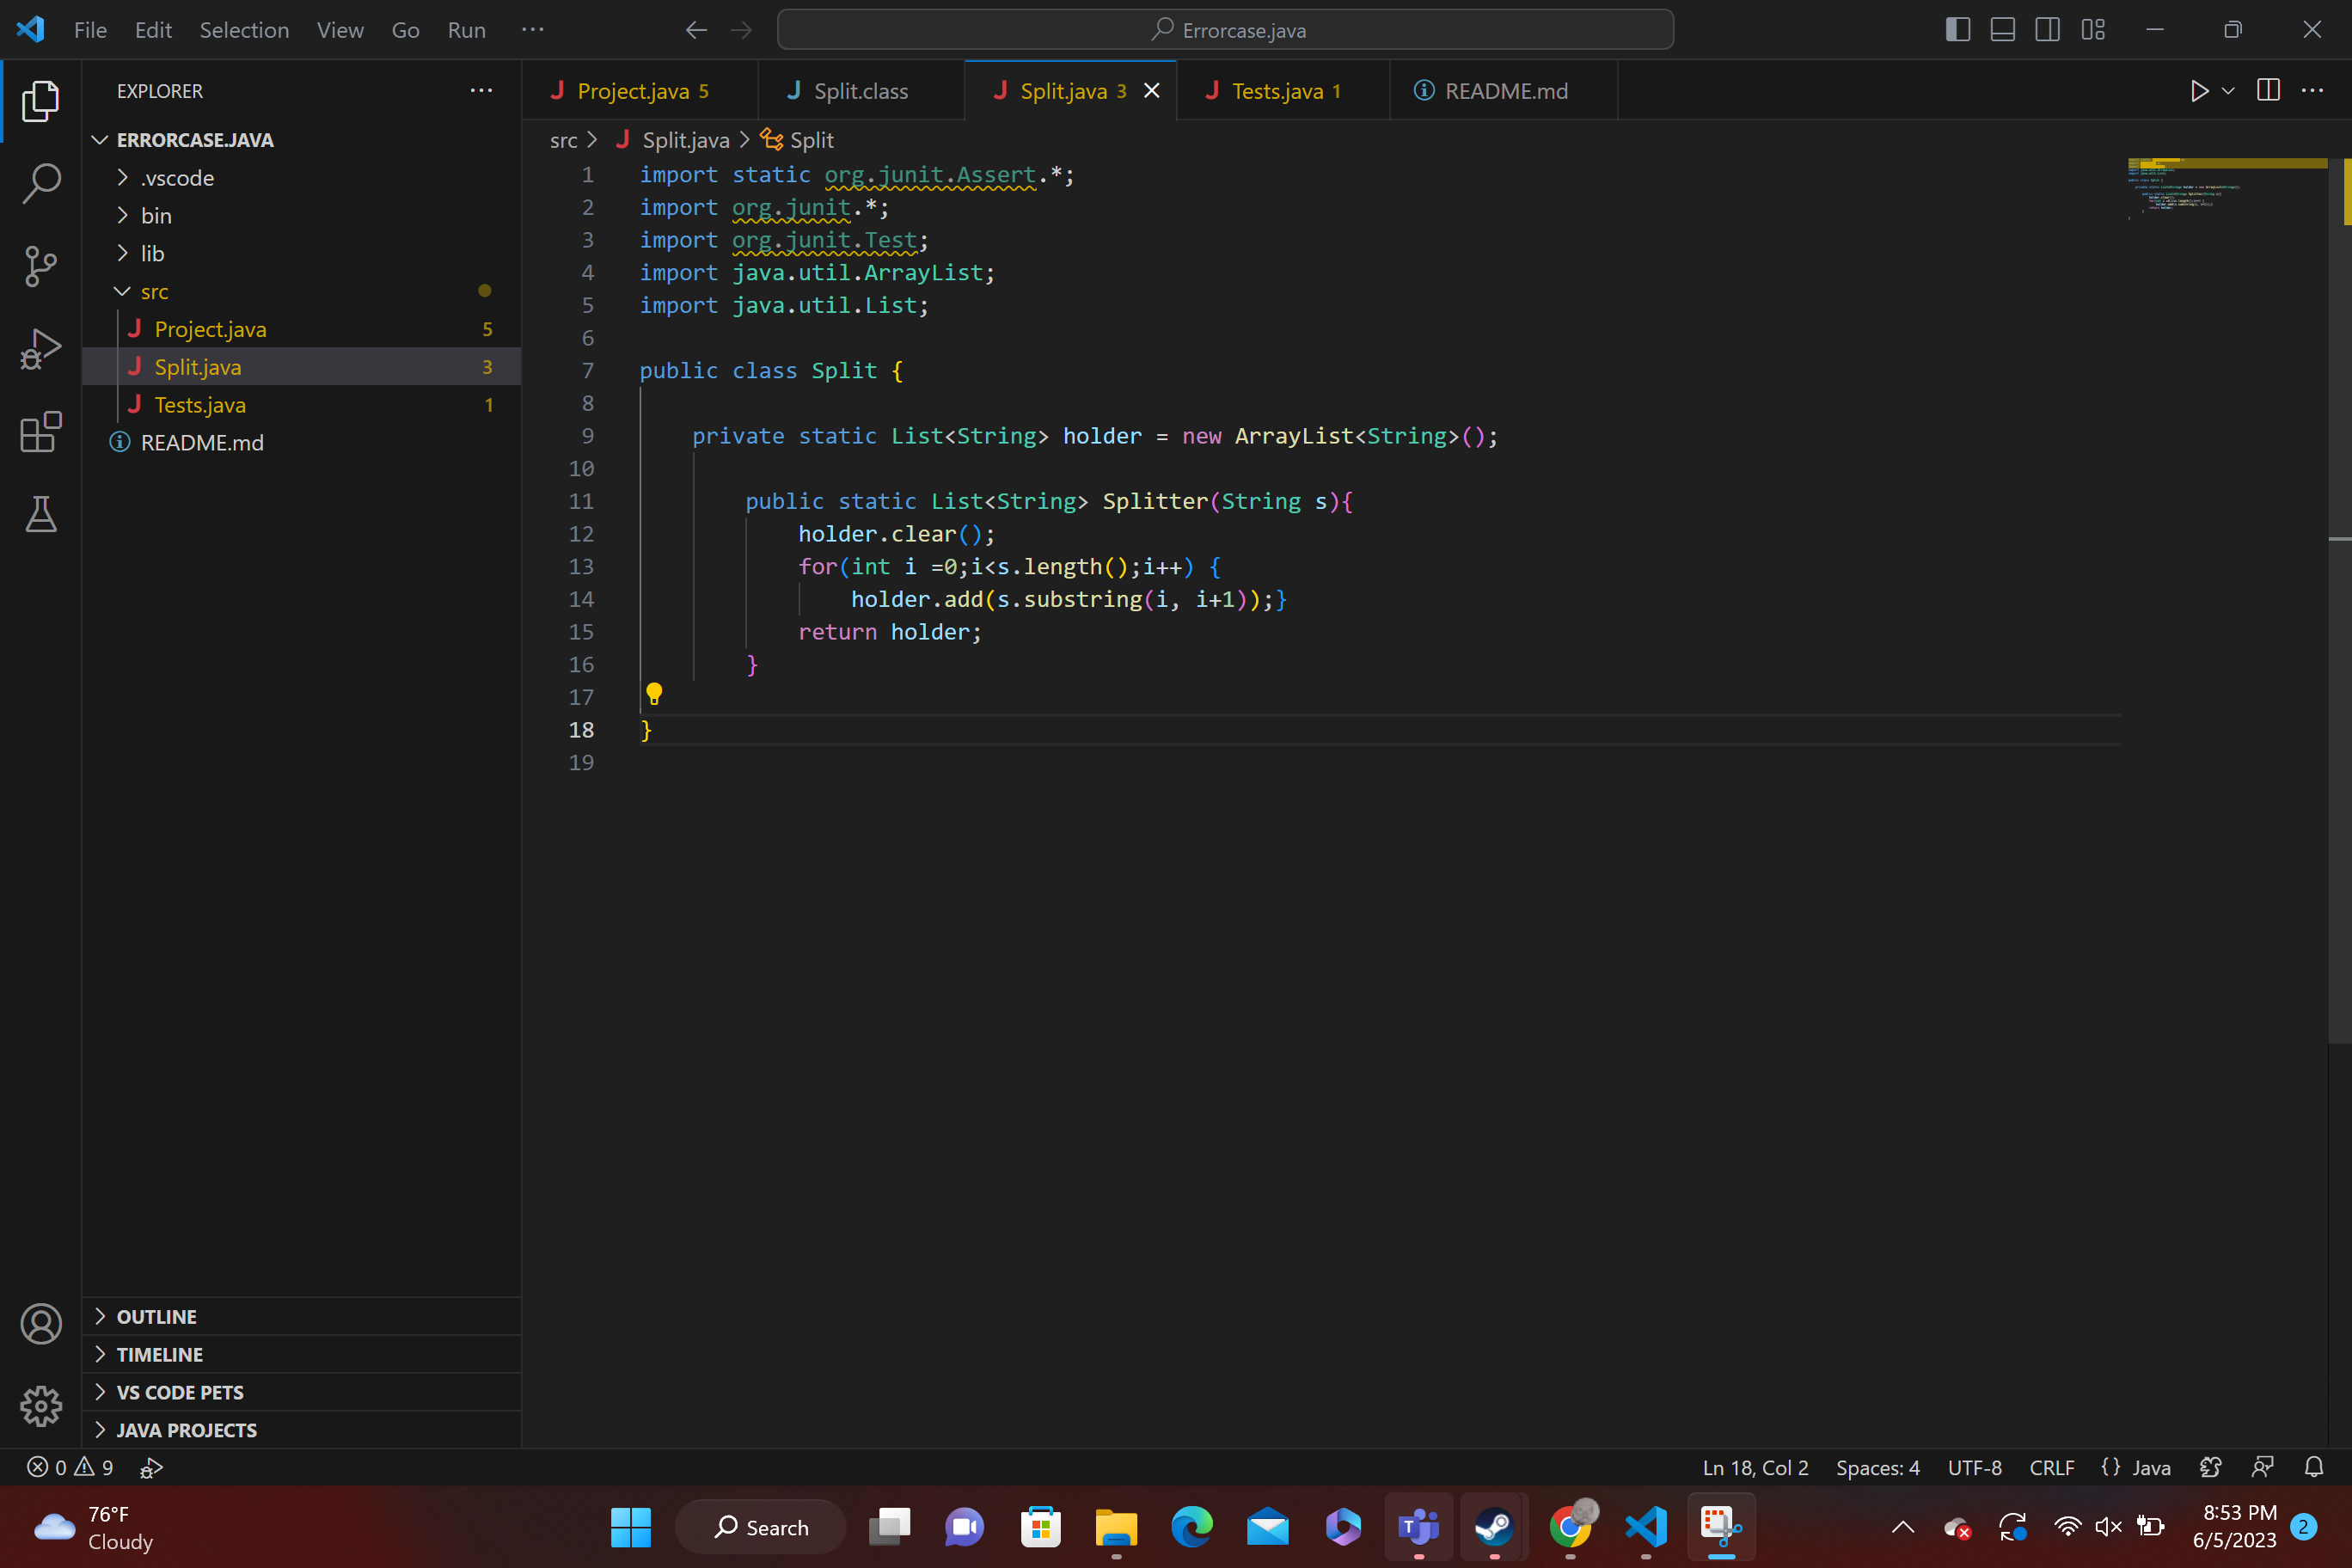 File Edit Selection View Go Run ···
Errorcase.java
EXPLORER ···
Project.java 5 Split.class Split.java 3 Tests.java 1 README.md
ERRORCASE.JAVA
.vscode
bin
lib
src
Project.java 5
Split.java 3
Tests.java 1
README.md
src > Split.java > Split
1 import static org.junit.Assert.*;
2 import org.junit.*;
3 import org.junit.Test;
4 import java.util.ArrayList;
5 import java.util.List;
6
7 public class Split {
8
9 private static List<String> holder = new ArrayList<String>();
10
11 public static List<String> Splitter(String s){
12 holder.clear();
13 for(int i =0;i<s.length();i++) {
14 holder.add(s.substring(i, i+1));}
15 return holder;
16 }
17
18 }
19
OUTLINE
TIMELINE
VS CODE PETS
JAVA PROJECTS
0 9
Ln 18, Col 2 Spaces: 4 UTF-8 CRLF {} Java
76°F
Cloudy
Search
8:53 PM
6/5/2023
2